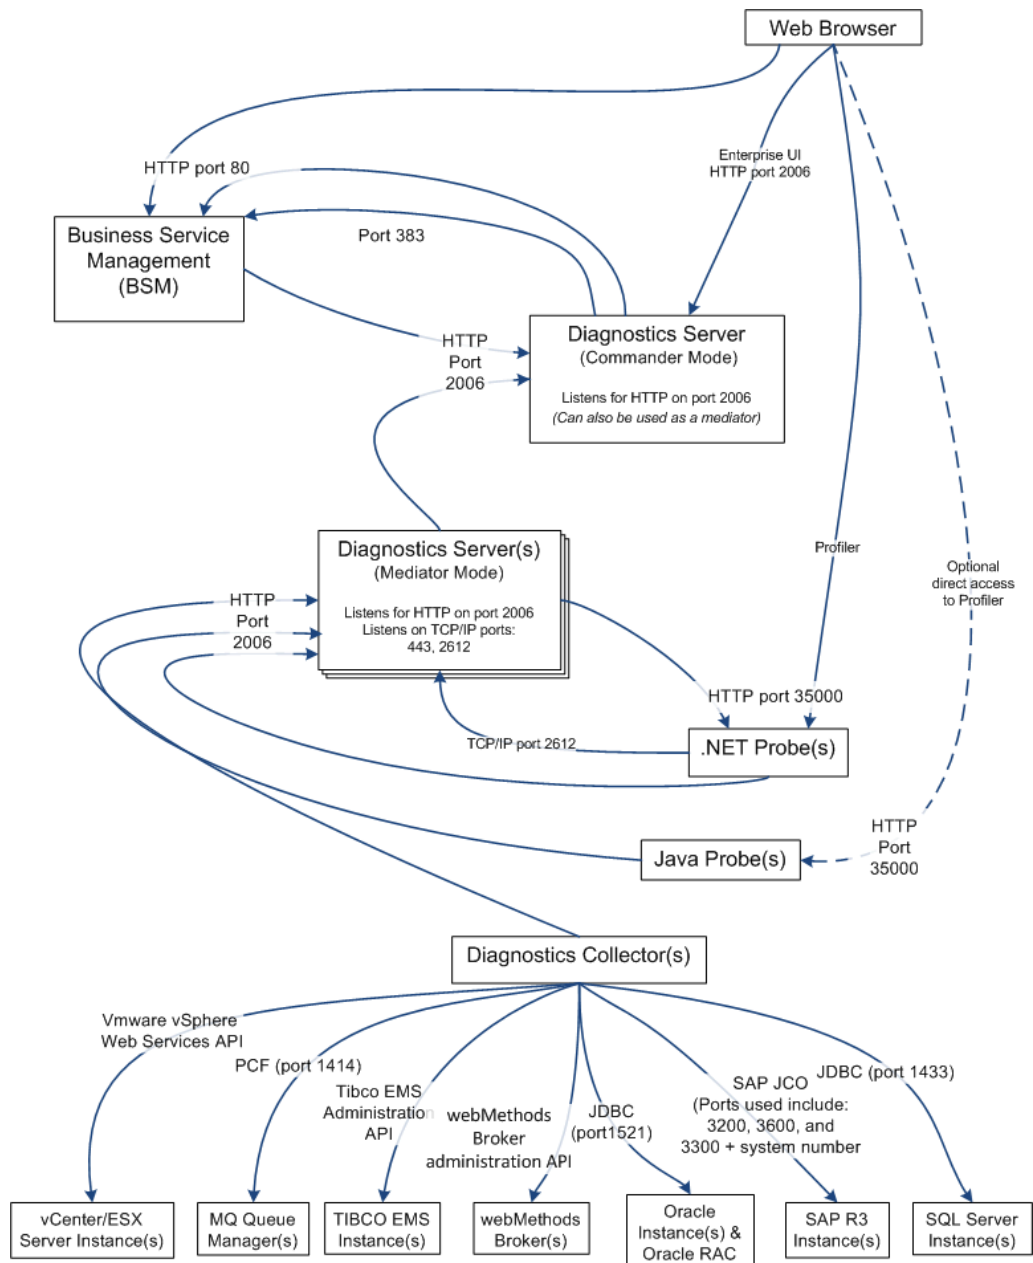 Web Browser
HTTP port 80
Enterprise UI
HTTP port 2006
Business Service
Management
(BSM)
Port 383
HTTP
Port
2006
Diagnostics Server
(Commander Mode)
Listens for HTTP on port 2006
(Can also be used as a mediator)
Diagnostics Server(s)
(Mediator Mode)
Listens for HTTP on port 2006
Listens on TCP/IP ports:
443, 2612
HTTP
Port
2006
Profiler
Optional
direct access
to Profiler
HTTP port 35000
TCP/IP port 2612
.NET Probe(s)
HTTP
Port
35000
Java Probe(s)
Diagnostics Collector(s)
Vmware vSphere
Web Services API
PCF (port 1414)
Tibco EMS
Administration
API
webMethods
Broker
administration API
JDBC
(port1521)
SAP JCO
(Ports used include:
3200, 3600, and
3300 + system number
JDBC (port 1433)
vCenter/ESX
Server Instance(s)
MQ Queue
Manager(s)
TIBCO EMS
Instance(s)
webMethods
Broker(s)
Oracle
Instance(s) &
Oracle RAC
SAP R3
Instance(s)
SQL Server
Instance(s)